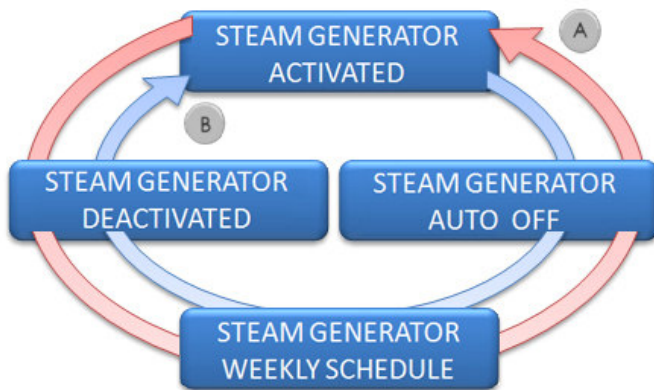 STEAM GENERATOR
ACTIVATED
A
B
STEAM GENERATOR
DEACTIVATED
STEAM GENERATOR
AUTO OFF
STEAM GENERATOR
WEEKLY SCHEDULE